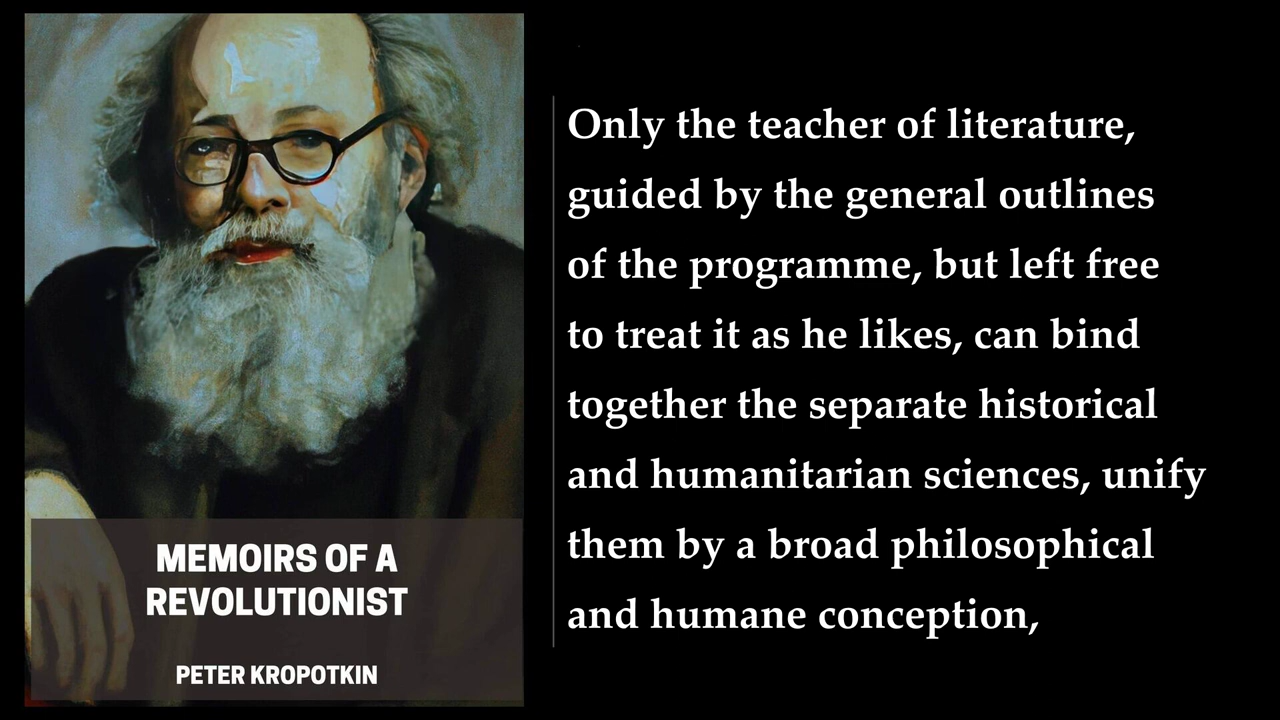 MEMOIRS OF A
REVOLUTIONIST
PETER KROPOTKIN
Only the teacher of literature,
guided by the general outlines
of the programme, but left free
to treat it as he likes, can bind
together the separate historical
and humanitarian sciences, unify
them by a broad philosophical
and humane conception,